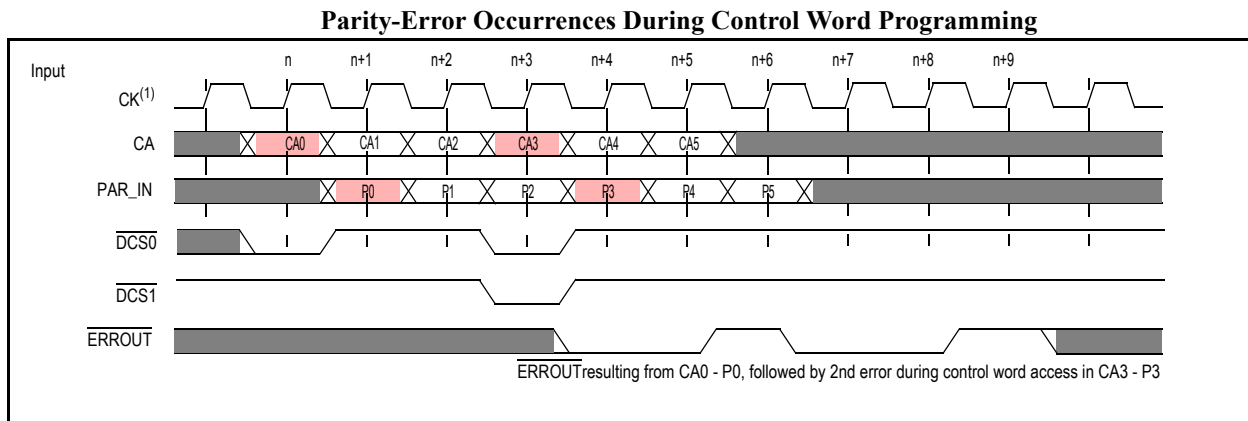 Parity-Error Occurrences During Control Word Programming
Input
n n+1 n+2 n+3 n+4 n+5 n+6 n+7 n+8 n+9
CK(1)
CA CA0 CA1 CA2 CA3 CA4 CA5
PAR_IN P0 P1 P2 P3 P4 P5
DCS0
DCS1
ERROUT
ERROUTresulting from CA0 - P0, followed by 2nd error during control word access in CA3 - P3